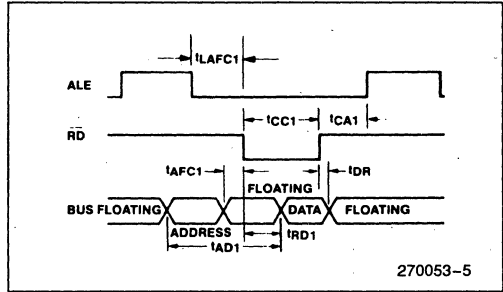 tLAFC1
ALE
tCC1 tCA1
RD
tAFC1 tDR
FLOATING
BUS FLOATING DATA FLOATING
ADDRESS tRD1
tAD1
270053-5